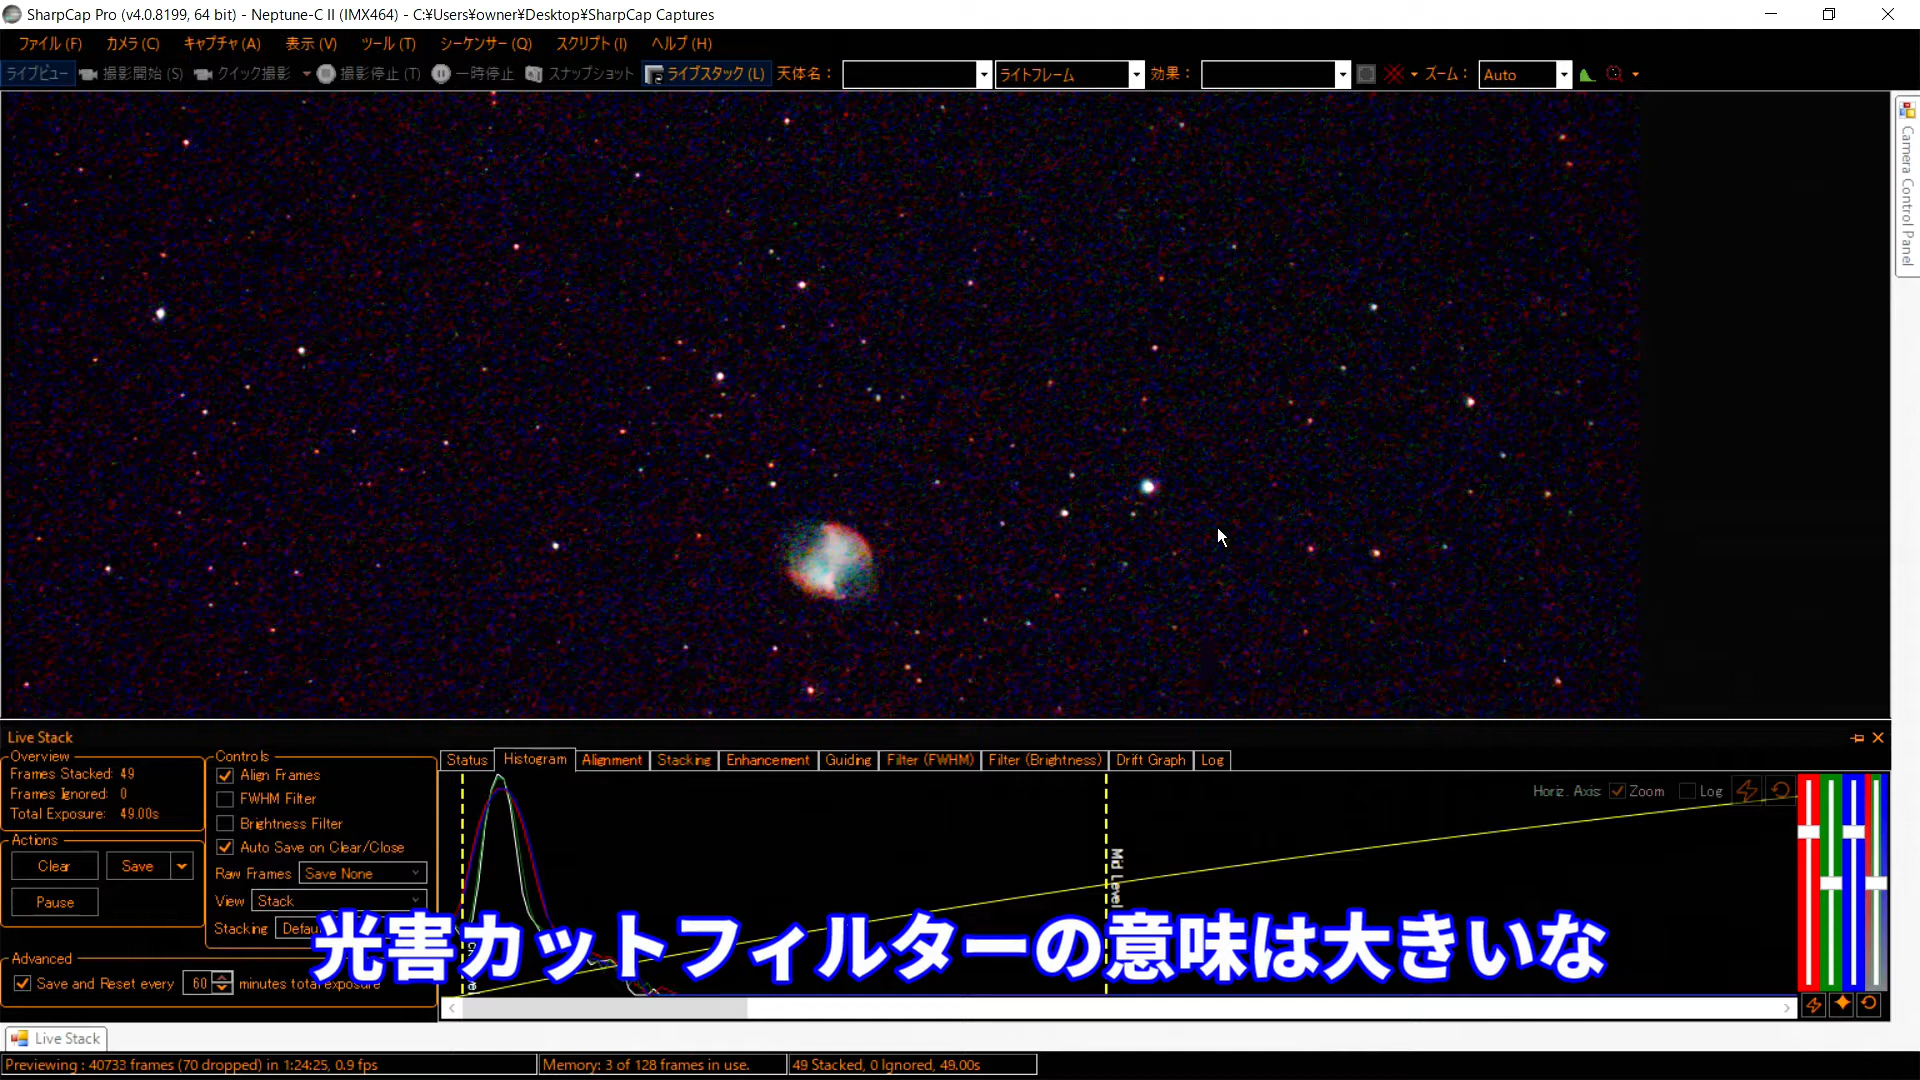 SharpCap Pro (v4.0.8199, 64 bit) - Neptune-C II (IMX464) - C:¥Users¥owner¥Desktop¥SharpCap Captures
ファイル (F) カメラ (C) キャプチャ (A) 表示 (V) ツール (T) シーケンサー (Q) スクリプト (I) ヘルプ (H)
ライブビュー 撮影開始 (S) クイック撮影 撮影停止 (T) 一時停止 スナップショット ライブスタック (L) 天体名： ライトフレーム 効果： ズーム： Auto
Camera Control Panel
Live Stack
Overview
Frames Stacked: 49
Frames Ignored: 0
Total Exposure: 49.00s
Actions
Clear Save
Pause
Controls
Align Frames
FWHM Filter
Brightness Filter
Auto Save on Clear/Close
Raw Frames Save None
View Stack
Stacking
Advanced
Save and Reset every 60 minutes total exposure
Status Histogram Alignment Stacking Enhancement Guiding Filter (FWHM) Filter (Brightness) Drift Graph Log
Horiz. Axis: Zoom Log
Mid Level
光害カットフィルターの意味は大きいな
Live Stack
Previewing : 40733 frames (70 dropped) in 1:24:25, 0.9 fps Memory: 3 of 128 frames in use. 49 Stacked, 0 Ignored, 49.00s